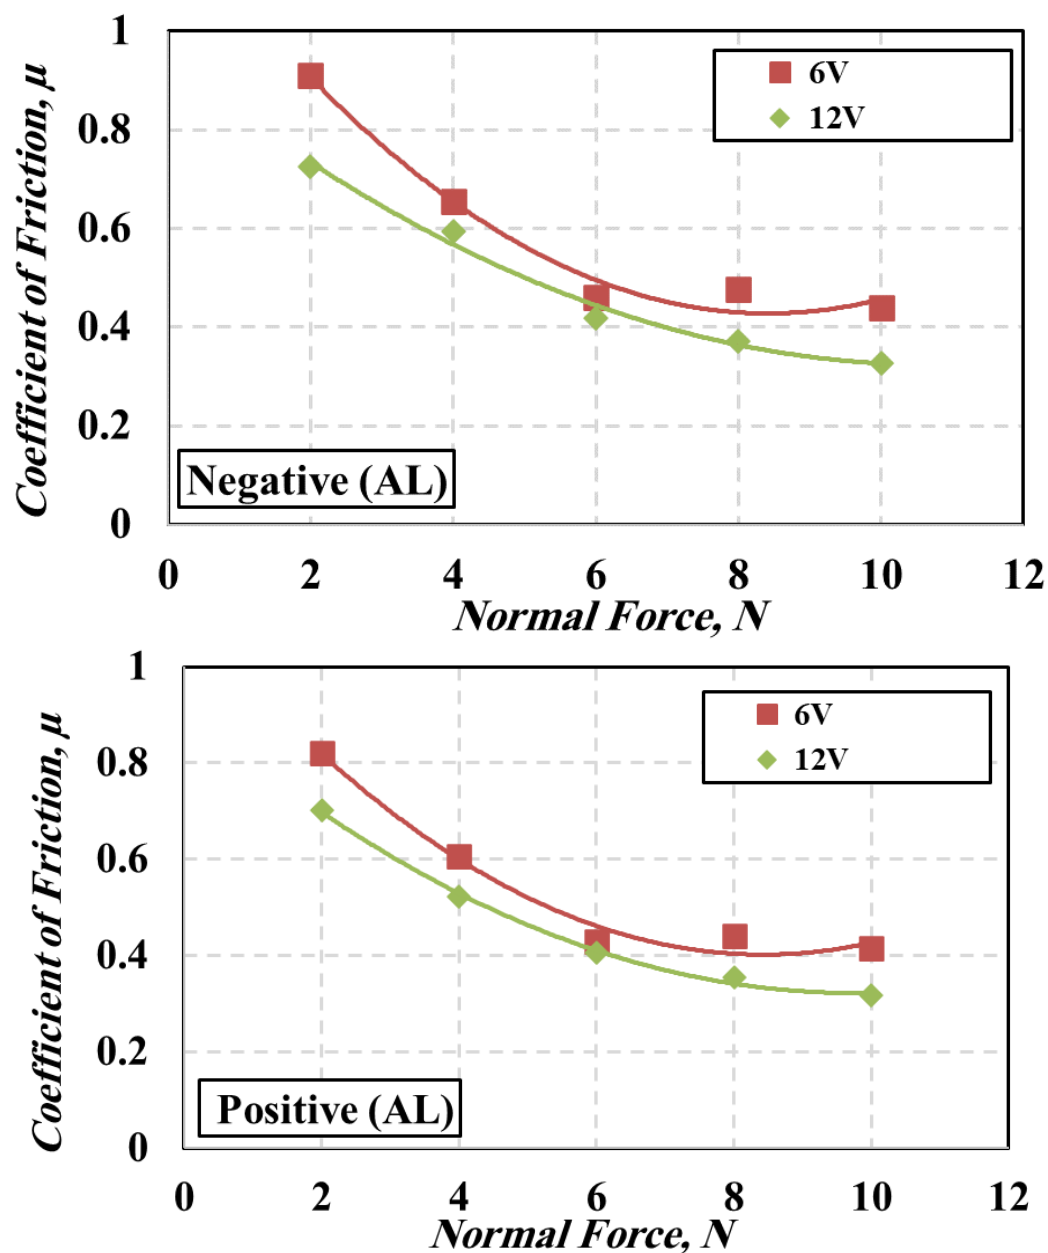 Coefficient of Friction, μ
1
0.8
0.6
0.4
0.2
0
6V
12V
Negative (AL)
0 2 4 6 8 10 12
Normal Force, N
Coefficient of Friction, μ
1
0.8
0.6
0.4
0.2
0
6V
12V
Positive (AL)
0 2 4 6 8 10 12
Normal Force, N